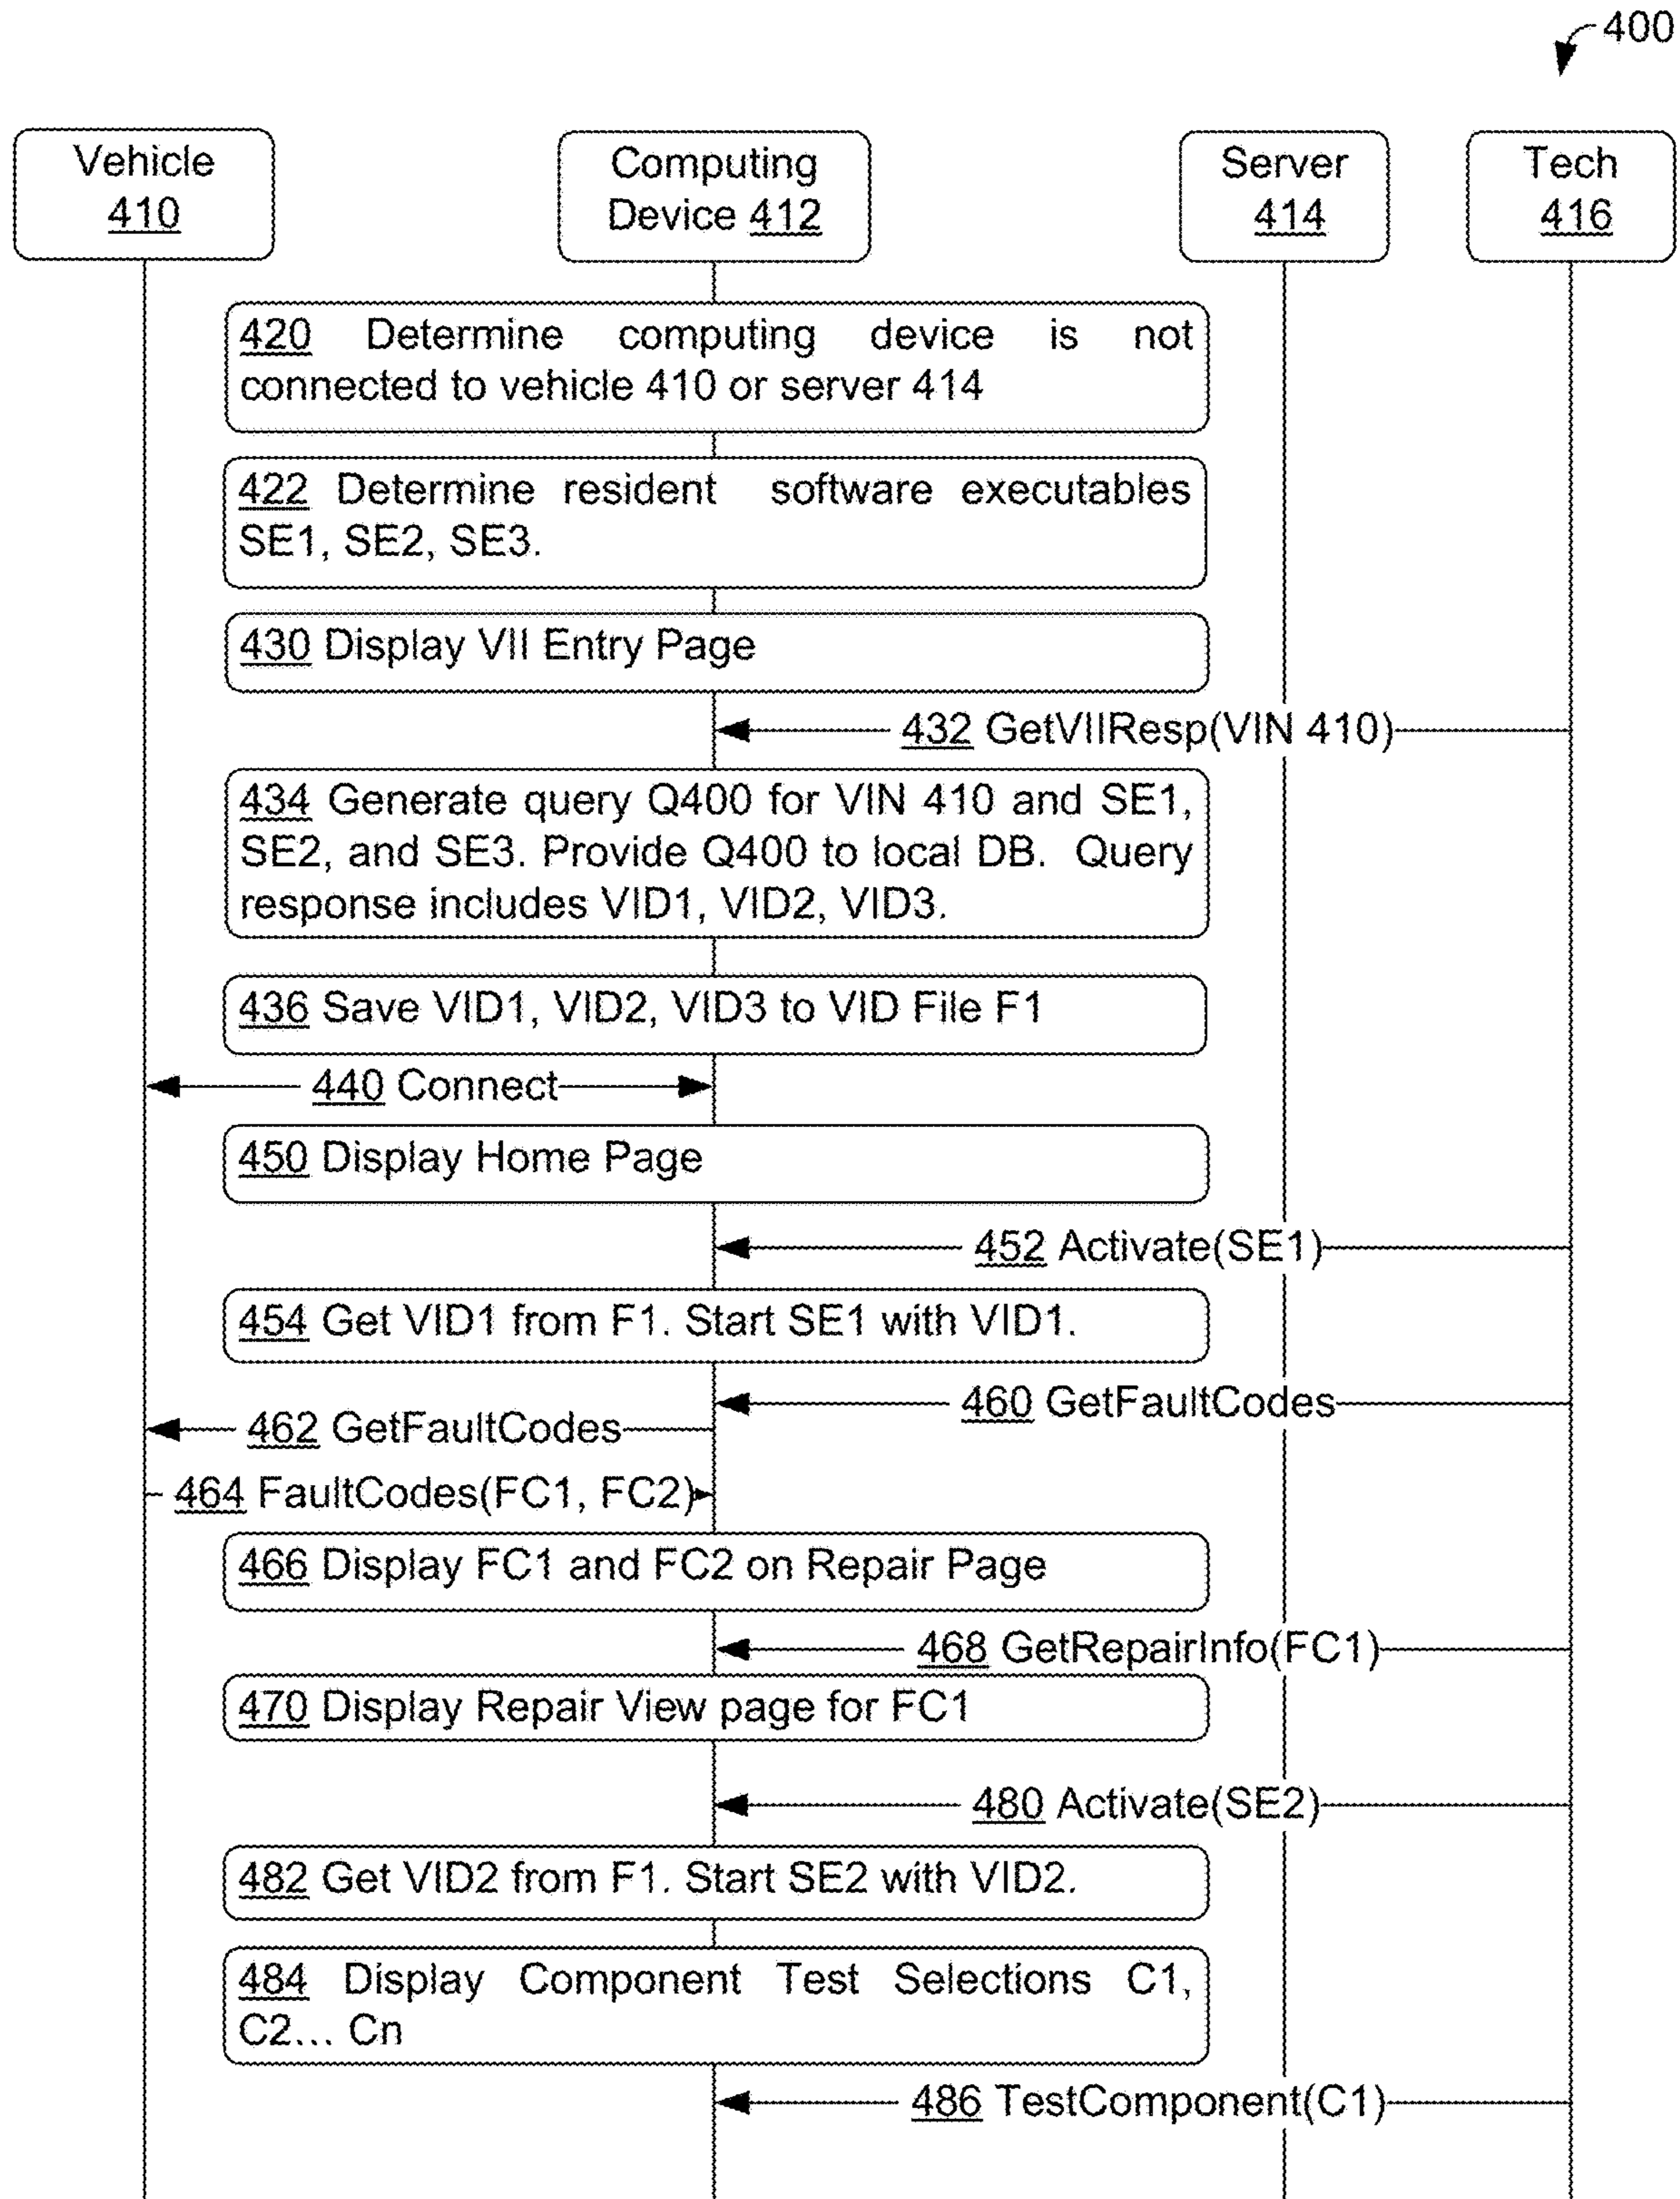 400
Vehicle
410
Computing
Device 412
Server
414
Tech
416
420 Determine computing device is not
connected to vehicle 410 or server 414
422 Determine resident software executables
SE1, SE2, SE3.
430 Display VII Entry Page
432 GetVIIResp(VIN 410)
434 Generate query Q400 for VIN 410 and SE1,
SE2, and SE3. Provide Q400 to local DB. Query
response includes VID1, VID2, VID3.
436 Save VID1, VID2, VID3 to VID File F1
440 Connect
450 Display Home Page
452 Activate(SE1)
454 Get VID1 from F1. Start SE1 with VID1.
460 GetFaultCodes
462 GetFaultCodes
464 FaultCodes(FC1, FC2)
466 Display FC1 and FC2 on Repair Page
468 GetRepairInfo(FC1)
470 Display Repair View page for FC1
480 Activate(SE2)
482 Get VID2 from F1. Start SE2 with VID2.
484 Display Component Test Selections C1,
C2... Cn
486 TestComponent(C1)